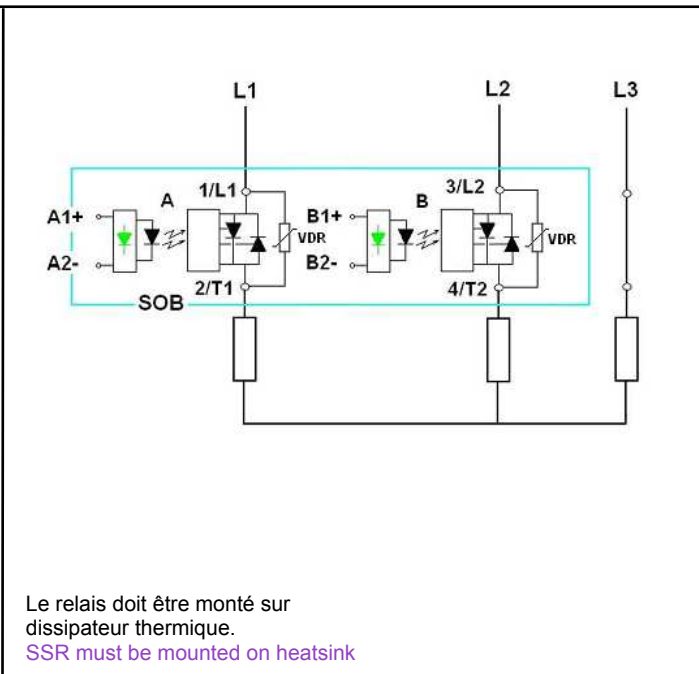 L1 L2 L3
1/L1 3/L2
A1+ A B1+ B
VDR VDR
A2- B2-
2/T1 4/T2
SOB
Le relais doit être monté sur
dissipateur thermique.
SSR must be mounted on heatsink